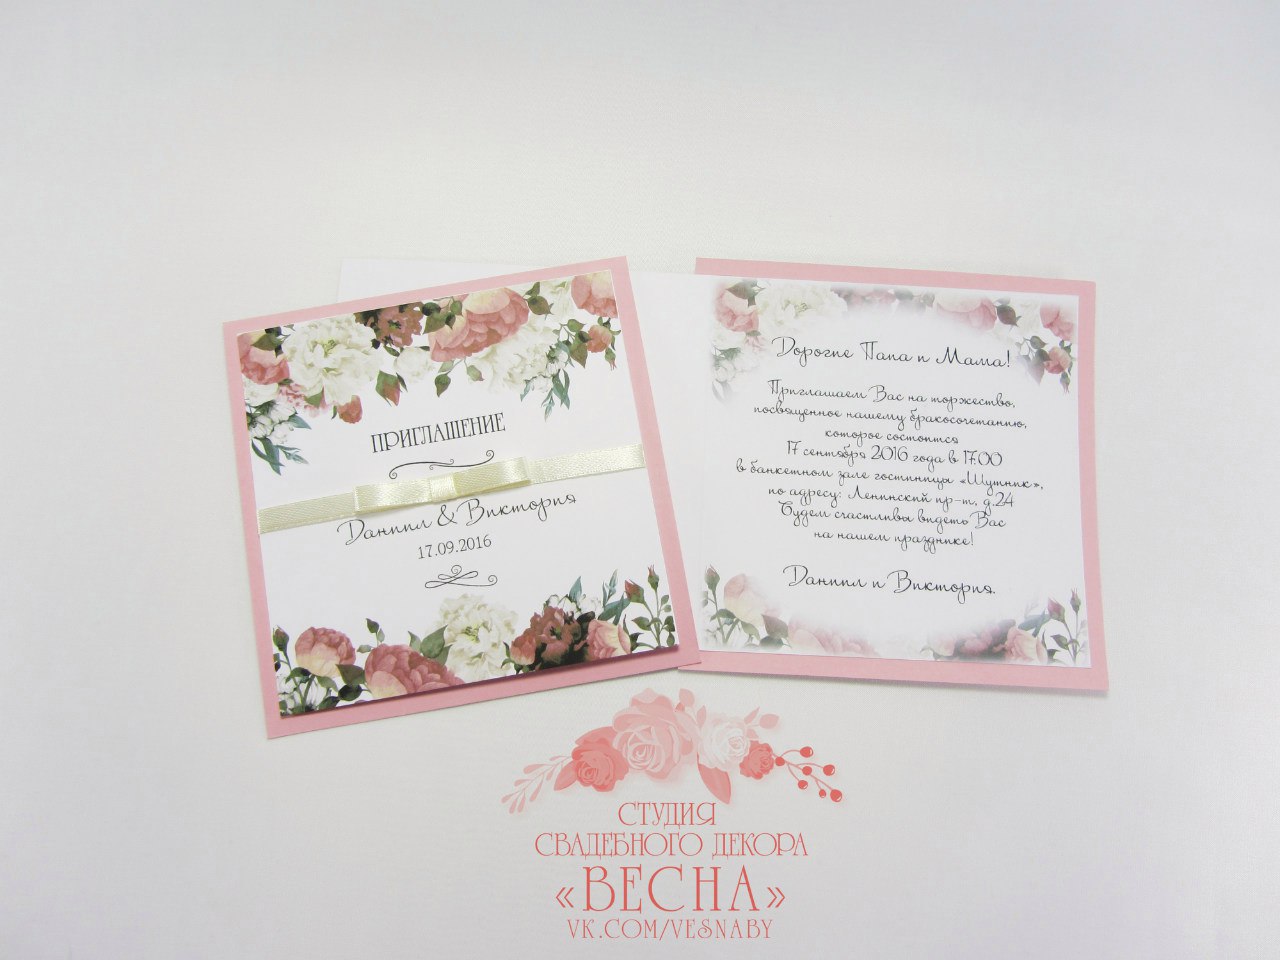 ПРИГЛАШЕНИЕ
Даниил & Виктория
17.09.2016
Дорогие Папа и Мама!
Приглашаем Вас на торжество,
посвященное нашему бракосочетанию,
которое состоится
17 сентября 2016 года в 17.00
в банкетном зале гостиницы «Шутник»,
по адресу: Ленинский пр-т, д.24
Будем счастливы видеть Вас
на нашем празднике!
Даниил и Виктория.
СТУДИЯ
СВАДЕБНОГО ДЕКОРА
«ВЕСНА»
VK.COM/VESNABY